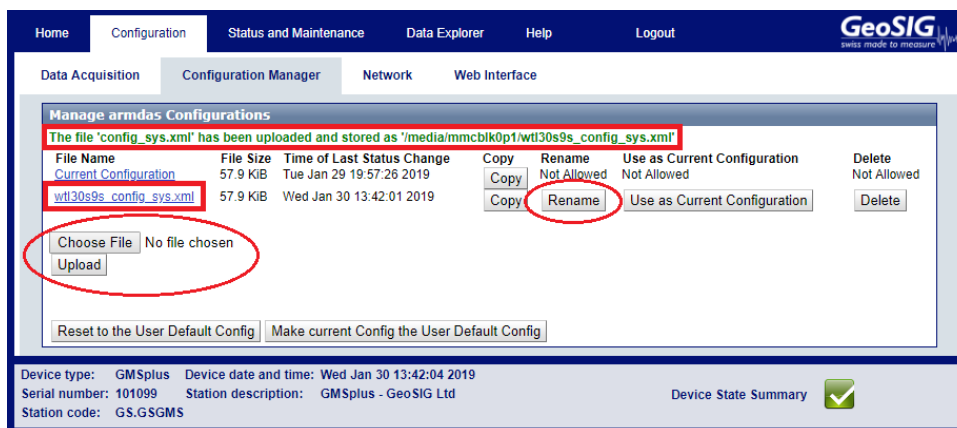 Home Configuration Status and Maintenance Data Explorer Help Logout GeoSIG
swiss made to measure
Data Acquisition Configuration Manager Network Web Interface
Manage armdas Configurations
The file 'config_sys.xml' has been uploaded and stored as '/media/mmcblk0p1/wtl30s9s_config_sys.xml'
File Name File Size Time of Last Status Change Copy Rename Use as Current Configuration Delete
Current Configuration 57.9 KiB Tue Jan 29 19:57:26 2019 Copy Not Allowed Not Allowed Not Allowed
wtl30s9s_config_sys.xml 57.9 KiB Wed Jan 30 13:42:01 2019 Copy Rename Use as Current Configuration Delete
Choose File No file chosen
Upload
Reset to the User Default Config Make current Config the User Default Config
Device type: GMSplus Device date and time: Wed Jan 30 13:42:04 2019
Serial number: 101099 Station description: GMSplus - GeoSIG Ltd Device State Summary
Station code: GS.GSGMS